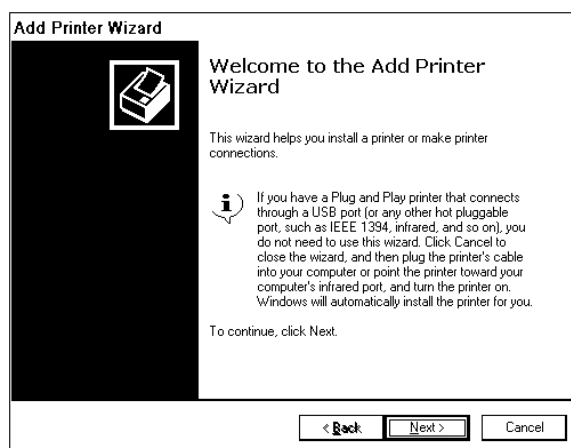 Add Printer Wizard
Welcome to the Add Printer
Wizard
This wizard helps you install a printer or make printer
connections.
If you have a Plug and Play printer that connects
through a USB port (or any other hot pluggable
port, such as IEEE 1394, infrared, and so on), you
do not need to use this wizard. Click Cancel to
close the wizard, and then plug the printer's cable
into your computer or point the printer toward your
computer's infrared port, and turn the printer on.
Windows will automatically install the printer for you.
To continue, click Next.
< Back Next > Cancel